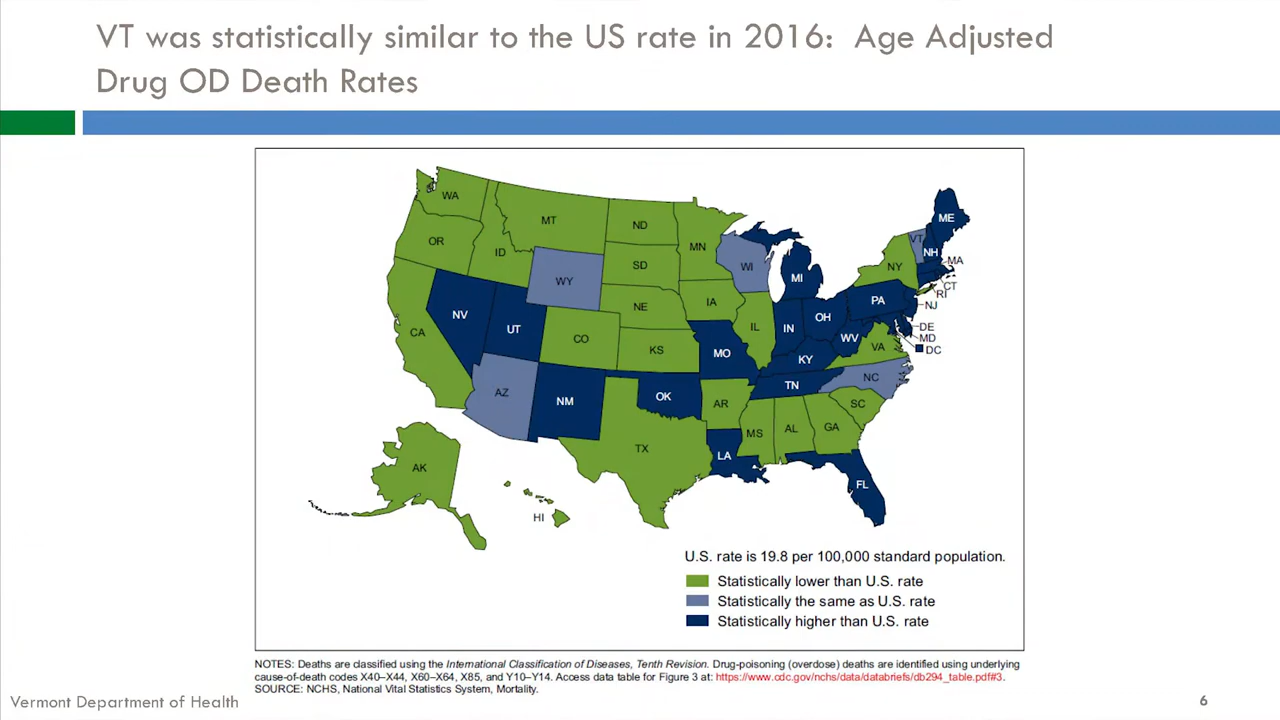 VT was statistically similar to the US rate in 2016: Age Adjusted
Drug OD Death Rates
WA
MT
ND
MN
OR
ID
SD
WI
MI
ME
VT
NH
MA
NY
CT
RI
NJ
WY
NE
IA
PA
NV
UT
CO
KS
IL
IN
OH
DE
MD
DC
WV
VA
CA
MO
KY
AZ
NM
OK
AR
TN
NC
SC
MS
AL
GA
TX
LA
FL
AK
HI
U.S. rate is 19.8 per 100,000 standard population.
Statistically lower than U.S. rate
Statistically the same as U.S. rate
Statistically higher than U.S. rate
NOTES: Deaths are classified using the International Classification of Diseases, Tenth Revision. Drug-poisoning (overdose) deaths are identified using underlying
cause-of-death codes X40–X44, X60–X64, X85, and Y10–Y14. Access data table for Figure 3 at: https://www.cdc.gov/nchs/data/databriefs/db294_table.pdf#3.
SOURCE: NCHS, National Vital Statistics System, Mortality.
Vermont Department of Health
6